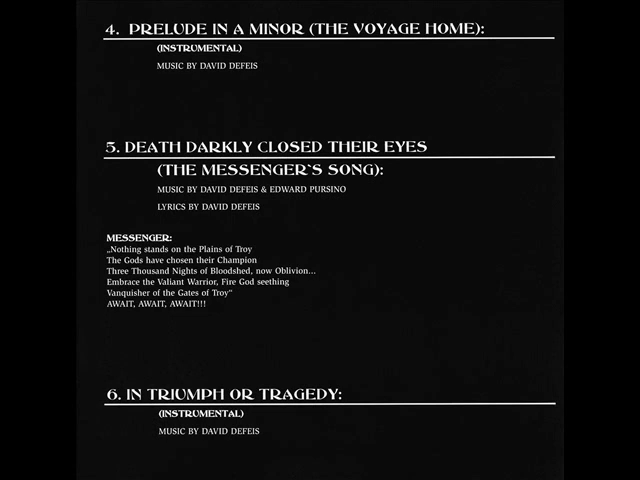 4. PRELUDE IN A MINOR (THE VOYAGE HOME):
(INSTRUMENTAL)
MUSIC BY DAVID DEFEIS
5. DEATH DARKLY CLOSED THEIR EYES
(THE MESSENGER`S SONG):
MUSIC BY DAVID DEFEIS & EDWARD PURSINO
LYRICS BY DAVID DEFEIS
MESSENGER:
„Nothing stands on the Plains of Troy
The Gods have chosen their Champion
Three Thousand Nights of Bloodshed, now Oblivion...
Embrace the Valiant Warrior, Fire God seething
Vanquisher of the Gates of Troy“
AWAIT, AWAIT, AWAIT!!!
6. IN TRIUMPH OR TRAGEDY:
(INSTRUMENTAL)
MUSIC BY DAVID DEFEIS